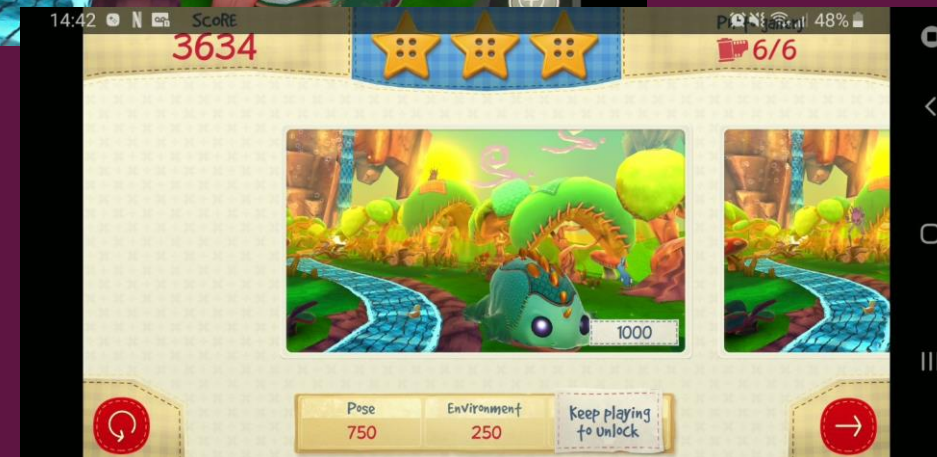 14:42 N 48%
SCORE
3634
6/6
1000
Pose
750
Environment
250
Keep playing
to unlock